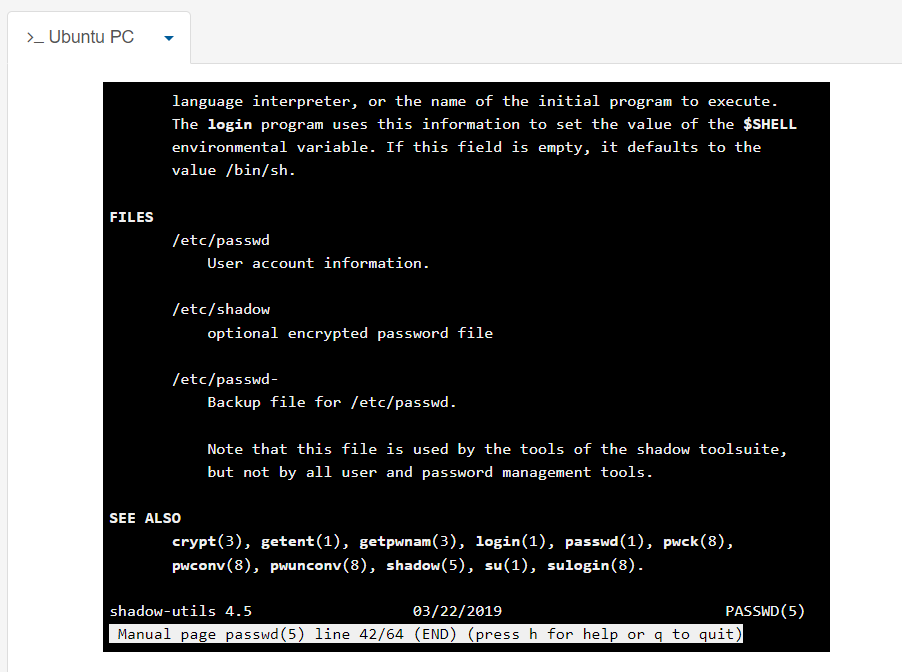 >_ Ubuntu PC
language interpreter, or the name of the initial program to execute.
The login program uses this information to set the value of the $SHELL
environmental variable. If this field is empty, it defaults to the
value /bin/sh.
FILES
/etc/passwd
User account information.
/etc/shadow
optional encrypted password file
/etc/passwd-
Backup file for /etc/passwd.
Note that this file is used by the tools of the shadow toolsuite,
but not by all user and password management tools.
SEE ALSO
crypt(3), getent(1), getpwnam(3), login(1), passwd(1), pwck(8),
pwconv(8), pwunconv(8), shadow(5), su(1), sulogin(8).
shadow-utils 4.5 03/22/2019 PASSWD(5)
Manual page passwd(5) line 42/64 (END) (press h for help or q to quit)